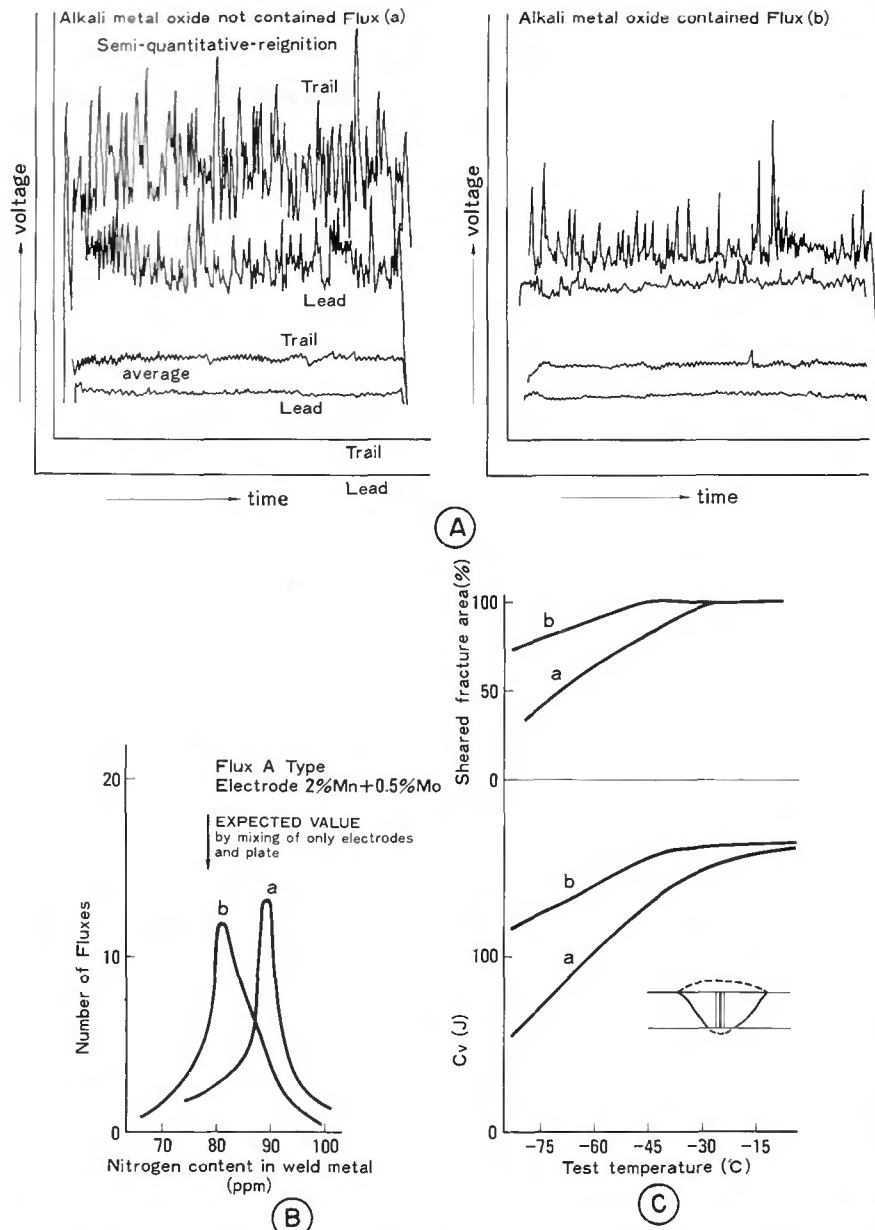 Alkali metal oxide not contained Flux (a)
Semi-quantitative-reignition
Trail
Lead
Trail
average
Lead
Trail
Lead
voltage
time
Alkali metal oxide contained Flux (b)
voltage
time
A
Flux A Type
Electrode 2%Mn+0.5%Mo
EXPECTED VALUE
by mixing of only electrodes
and plate
b
a
20
10
0
Number of Fluxes
70 80 90 100
Nitrogen content in weld metal
(ppm)
B
Sheared fracture area(%)
100
50
0
b
a
Cv (J)
100
0
b
a
-75 -60 -45 -30 -15
Test temperature (℃)
C